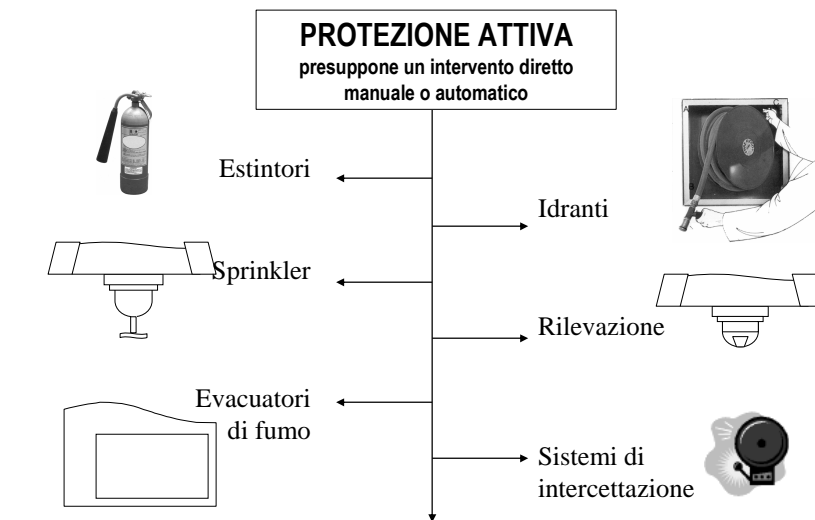 PROTEZIONE ATTIVA
presuppone un intervento diretto
manuale o automatico
Estintori
Idranti
Sprinkler
Rilevazione
Evacuatori
di fumo
Sistemi di
intercettazione